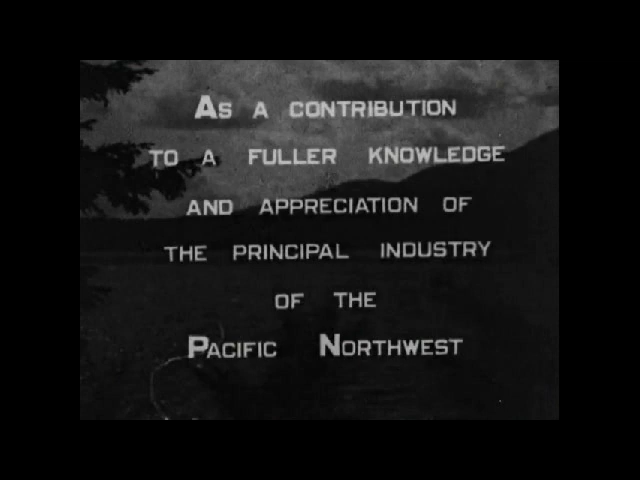 As a contribution
to a fuller knowledge
and appreciation of
the principal industry
of the
Pacific Northwest